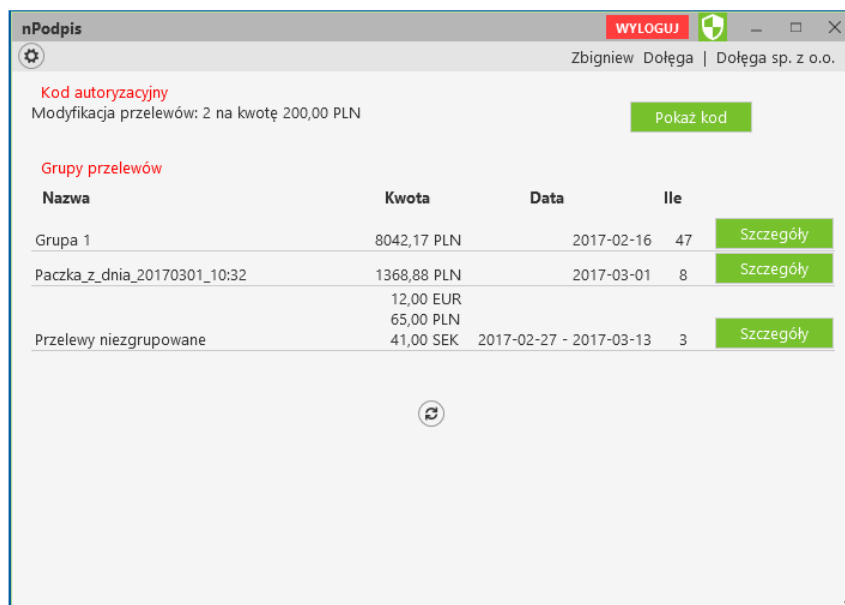 nPodpis WYLOGUJ
Zbigniew Dołęga | Dołęga sp. z o.o.
Kod autoryzacyjny
Modyfikacja przelewów: 2 na kwotę 200,00 PLN Pokaż kod
Grupy przelewów
Nazwa Kwota Data Ile
Grupa 1 8042,17 PLN 2017-02-16 47 Szczegóły
Paczka_z_dnia_20170301_10:32 1368,88 PLN 2017-03-01 8 Szczegóły
12,00 EUR
65,00 PLN
Przelewy niezgrupowane 41,00 SEK 2017-02-27 - 2017-03-13 3 Szczegóły